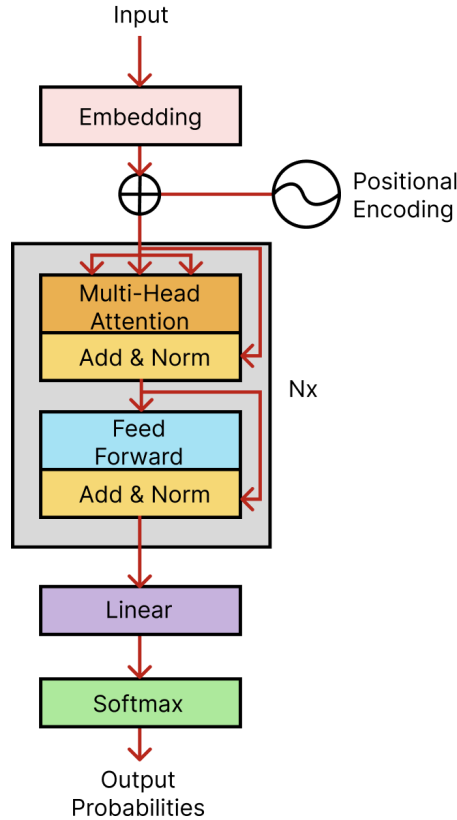 Input
Embedding
Positional
Encoding
Multi-Head
Attention
Add & Norm
Nx
Feed
Forward
Add & Norm
Linear
Softmax
Output
Probabilities